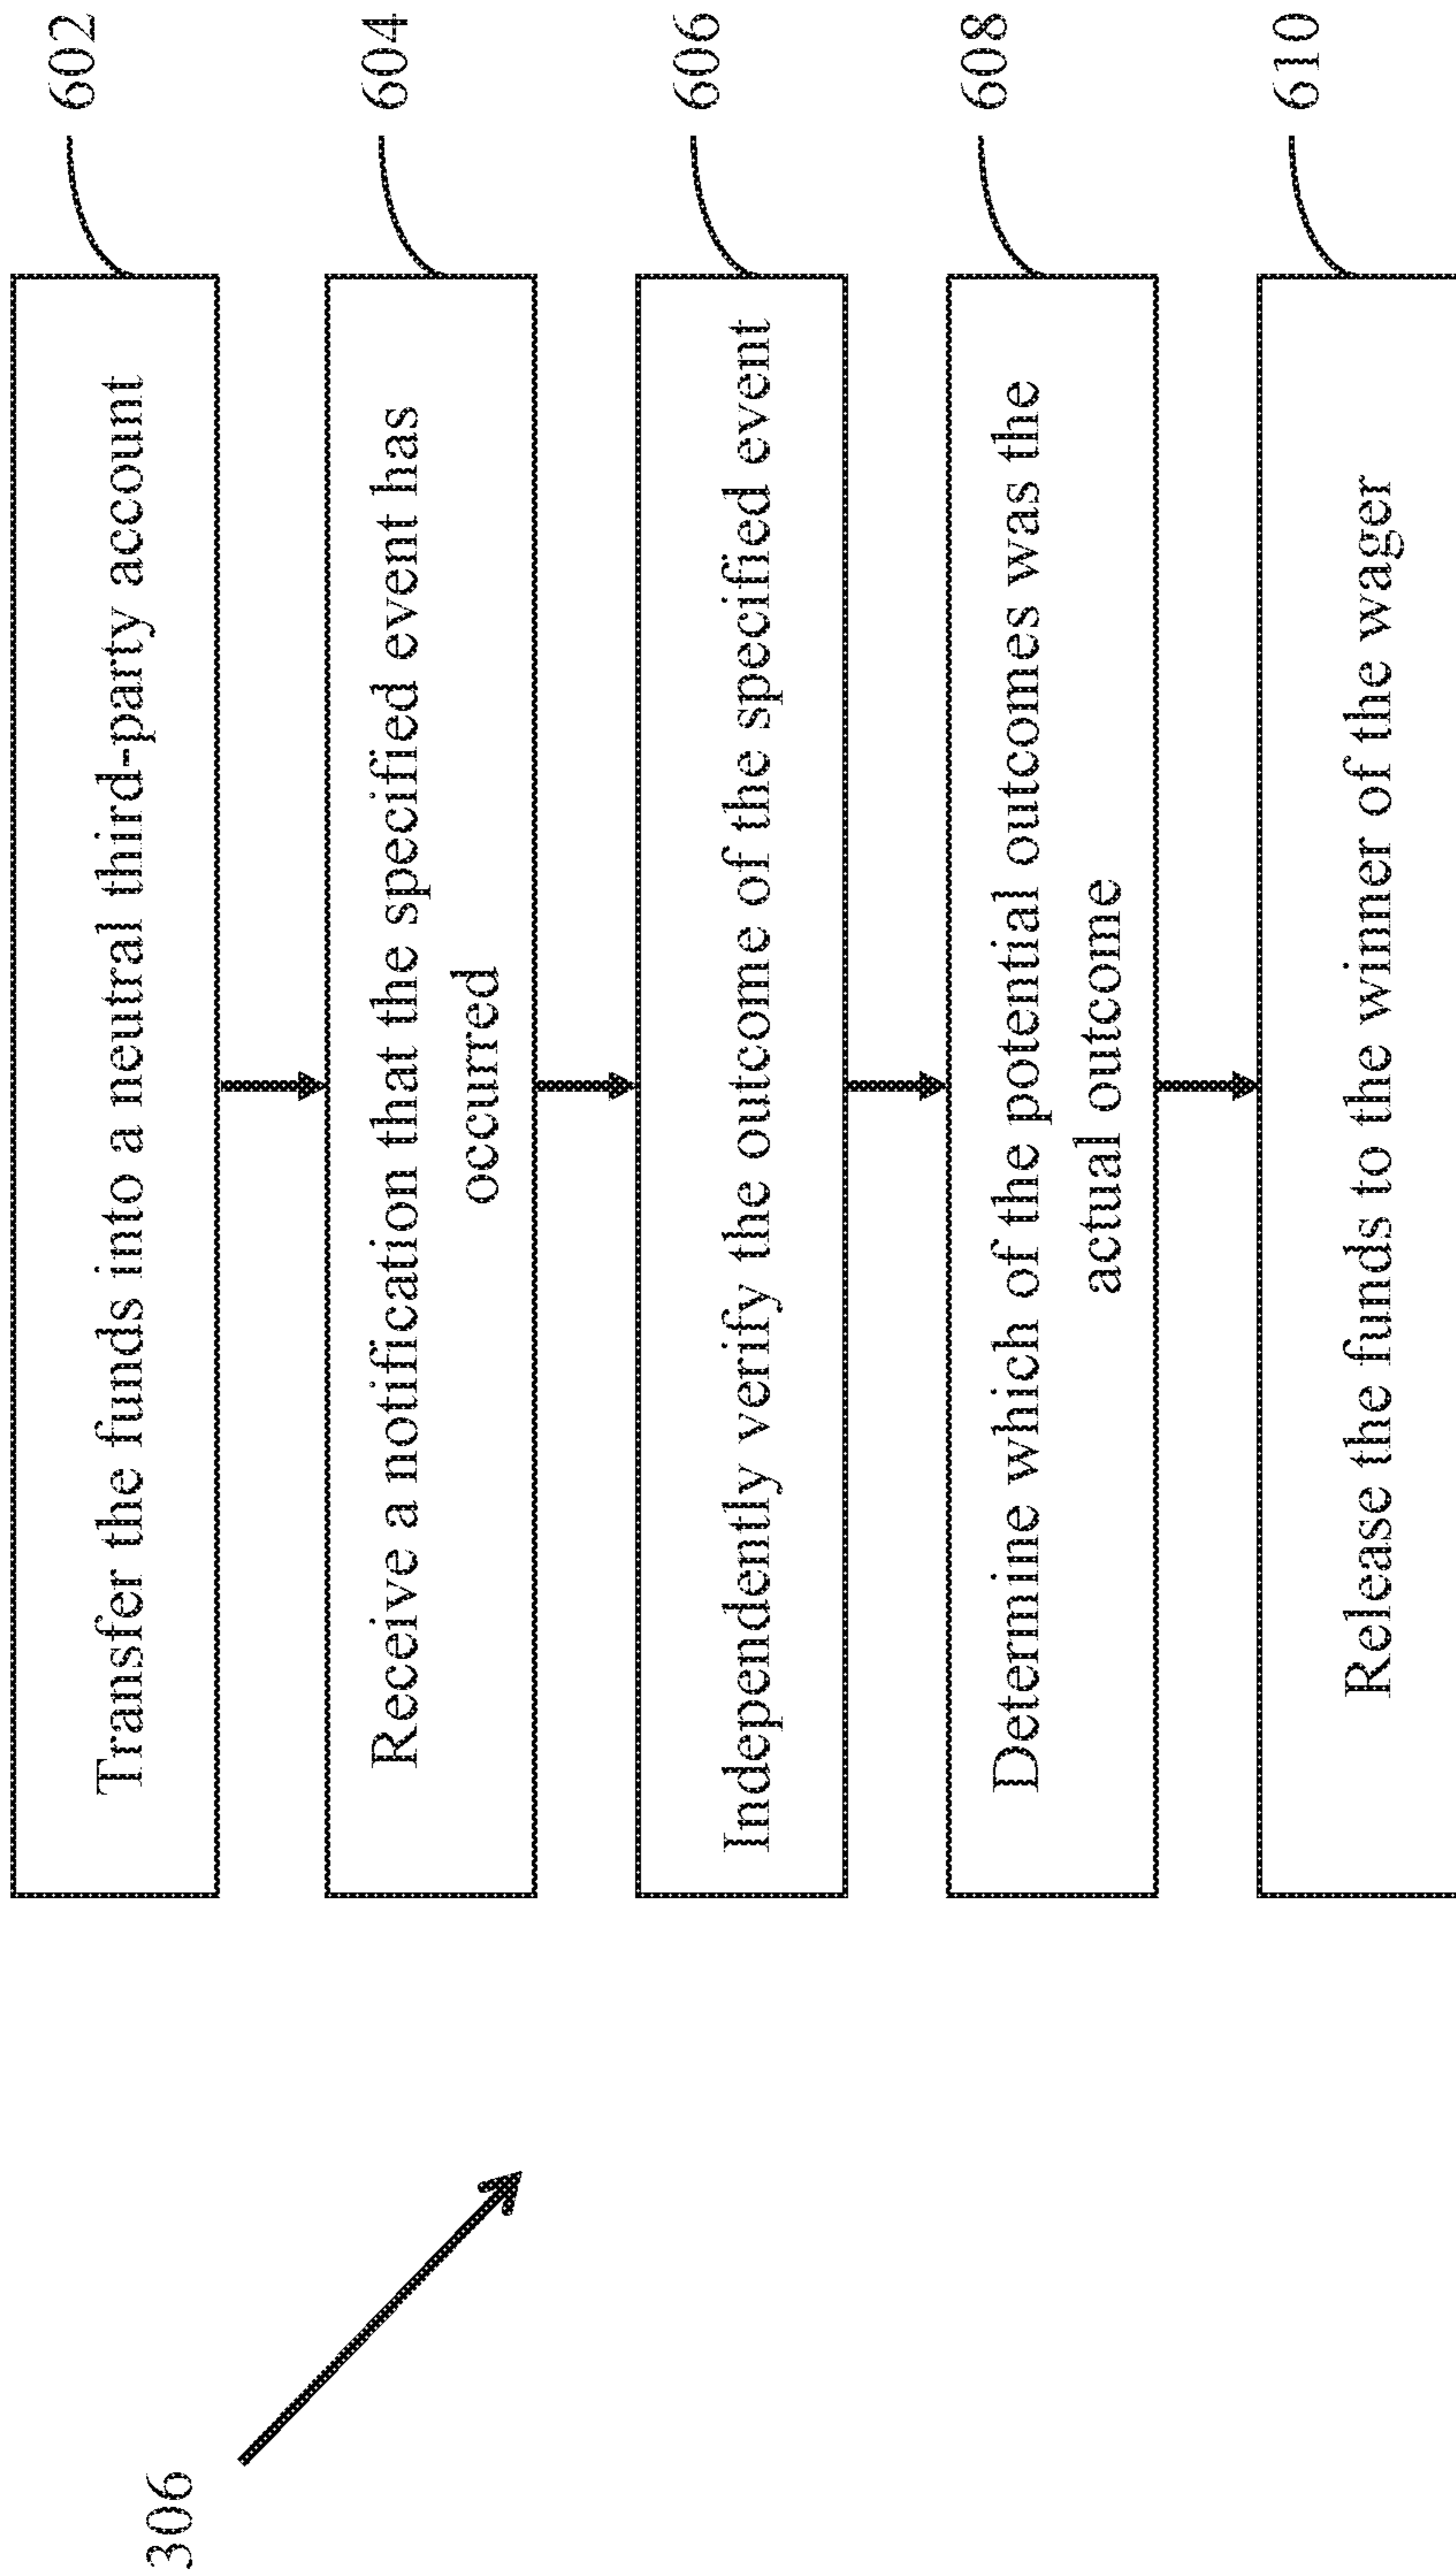 306
Transfer the funds into a neutral third-party account
602
Receive a notification that the specified event has
occurred
604
Independently verify the outcome of the specified event
606
Determine which of the potential outcomes was the
actual outcome
608
Release the funds to the winner of the wager
610